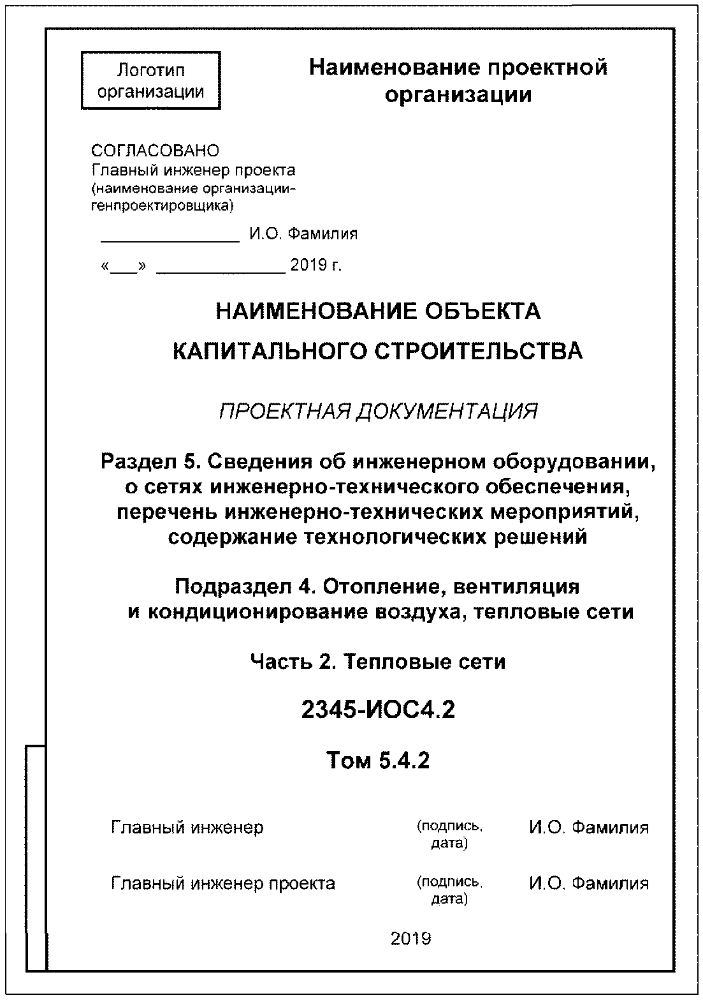 Логотип
организации
Наименование проектной
организации
СОГЛАСОВАНО
Главный инженер проекта
(наименование организации-
генпроектировщика)
_______________ И.О. Фамилия
«___» ______________ 2019 г.
НАИМЕНОВАНИЕ ОБЪЕКТА
КАПИТАЛЬНОГО СТРОИТЕЛЬСТВА
ПРОЕКТНАЯ ДОКУМЕНТАЦИЯ
Раздел 5. Сведения об инженерном оборудовании,
о сетях инженерно-технического обеспечения,
перечень инженерно-технических мероприятий,
содержание технологических решений
Подраздел 4. Отопление, вентиляция
и кондиционирование воздуха, тепловые сети
Часть 2. Тепловые сети
2345-ИОС4.2
Том 5.4.2
Главный инженер (подпись, И.О. Фамилия
дата)
Главный инженер проекта (подпись, И.О. Фамилия
дата)
2019